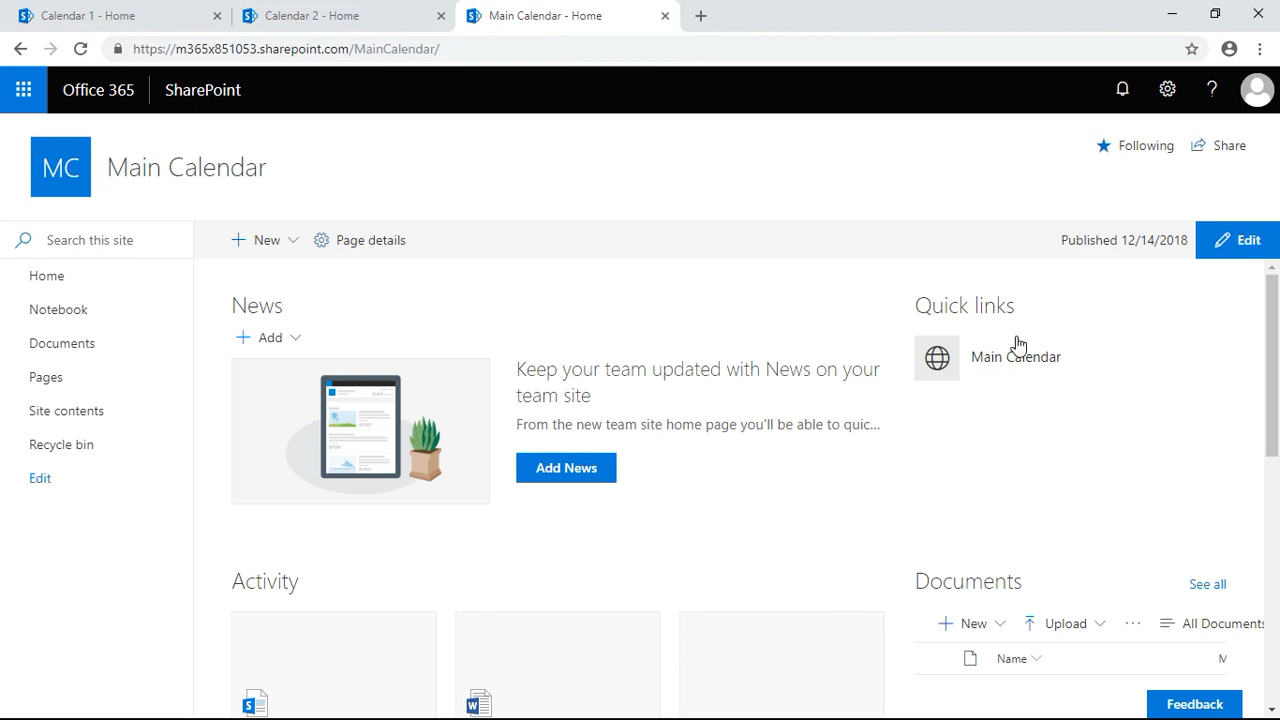 Calendar 1 - Home
Calendar 2 - Home
Main Calendar - Home
https://m365x851053.sharepoint.com/MainCalendar/
Office 365
SharePoint
MC
Main Calendar
Following
Share
Search this site
New
Page details
Published 12/14/2018
Edit
Home
Notebook
Documents
Pages
Site contents
Recycle bin
Edit
News
Add
Keep your team updated with News on your
team site
From the new team site home page you'll be able to quic...
Add News
Quick links
Main Calendar
Activity
Documents
See all
New
Upload
All Documents
Name
M
Feedback